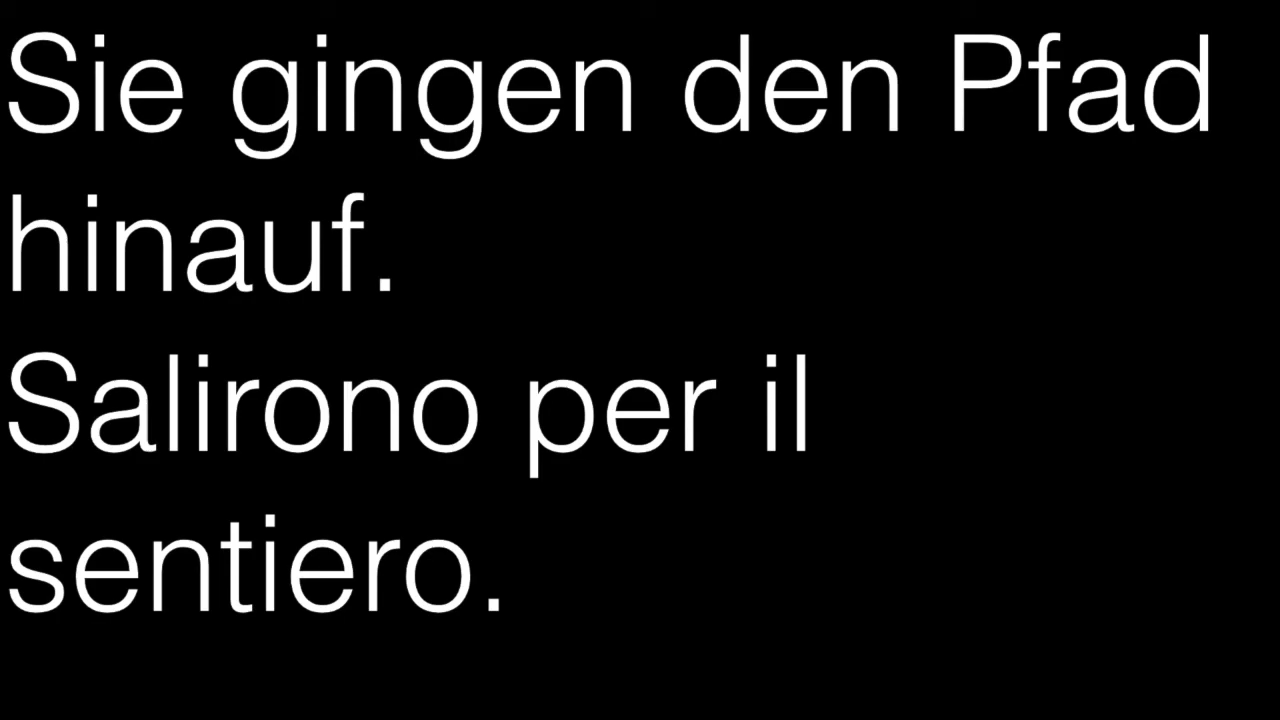 Sie gingen den Pfad
hinauf.
Salirono per il
sentiero.